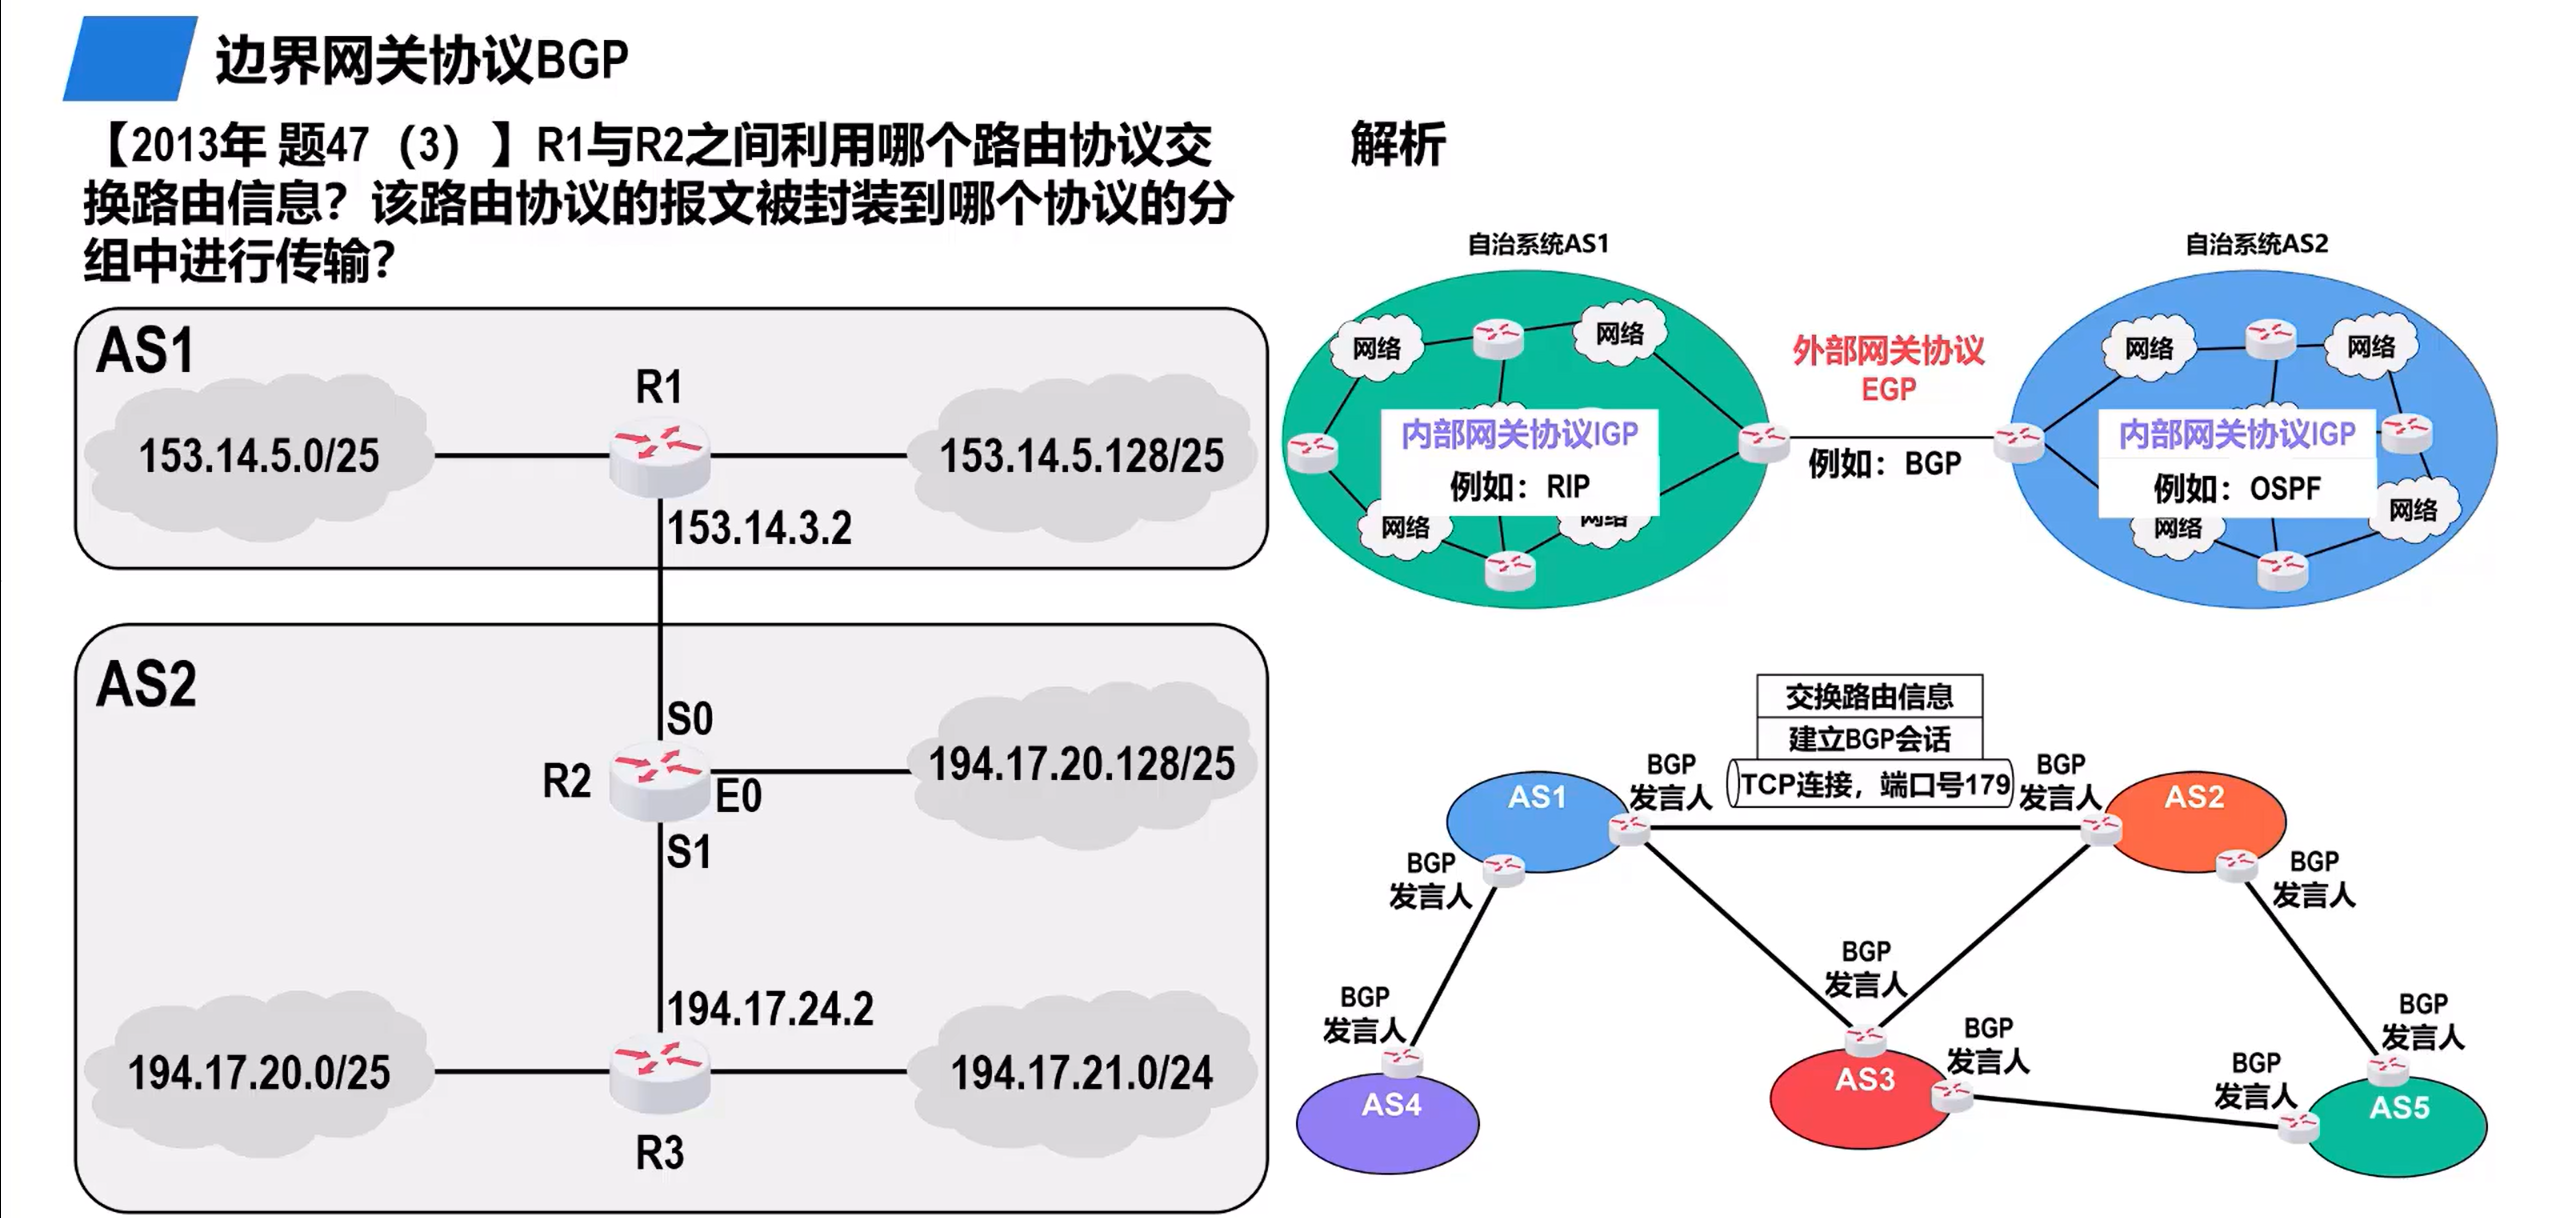 边界网关协议BGP
【2013年 题47（3）】R1与R2之间利用哪个路由协议交
换路由信息？该路由协议的报文被封装到哪个协议的分
组中进行传输？
AS1
R1
153.14.5.0/25
153.14.5.128/25
153.14.3.2
AS2
S0
R2
E0
194.17.20.128/25
S1
194.17.24.2
194.17.20.0/25
194.17.21.0/24
R3
解析
自治系统AS1
自治系统AS2
网络
网络
外部网关协议
EGP
网络
网络
内部网关协议IGP
例如：RIP
例如：BGP
内部网关协议IGP
例如：OSPF
网络
网络
网络
网络
交换路由信息
建立BGP会话
TCP连接，端口号179
AS1
BGP
发言人
BGP
发言人
AS2
BGP
发言人
BGP
发言人
BGP
发言人
BGP
发言人
BGP
发言人
BGP
发言人
BGP
发言人
BGP
发言人
AS4
AS3
AS5